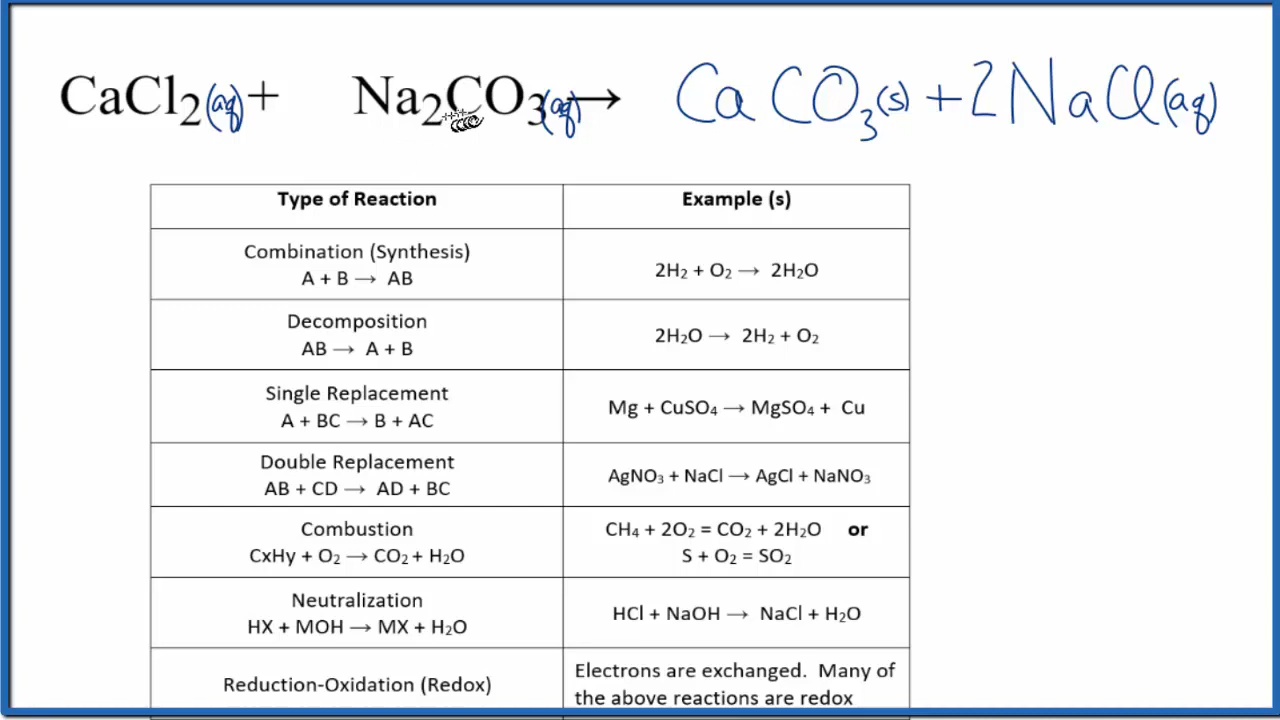 CaCl₂(aq) + Na₂CO₃(aq) → CaCO₃(s) + 2NaCl(aq)
Type of Reaction Example (s)
Combination (Synthesis)
A + B → AB
2H₂ + O₂ → 2H₂O
Decomposition
AB → A + B
2H₂O → 2H₂ + O₂
Single Replacement
A + BC → B + AC
Mg + CuSO₄ → MgSO₄ + Cu
Double Replacement
AB + CD → AD + BC
AgNO₃ + NaCl → AgCl + NaNO₃
Combustion
CxHy + O₂ → CO₂ + H₂O
CH₄ + 2O₂ = CO₂ + 2H₂O or
S + O₂ = SO₂
Neutralization
HX + MOH → MX + H₂O
HCl + NaOH → NaCl + H₂O
Reduction-Oxidation (Redox)
Electrons are exchanged. Many of
the above reactions are redox